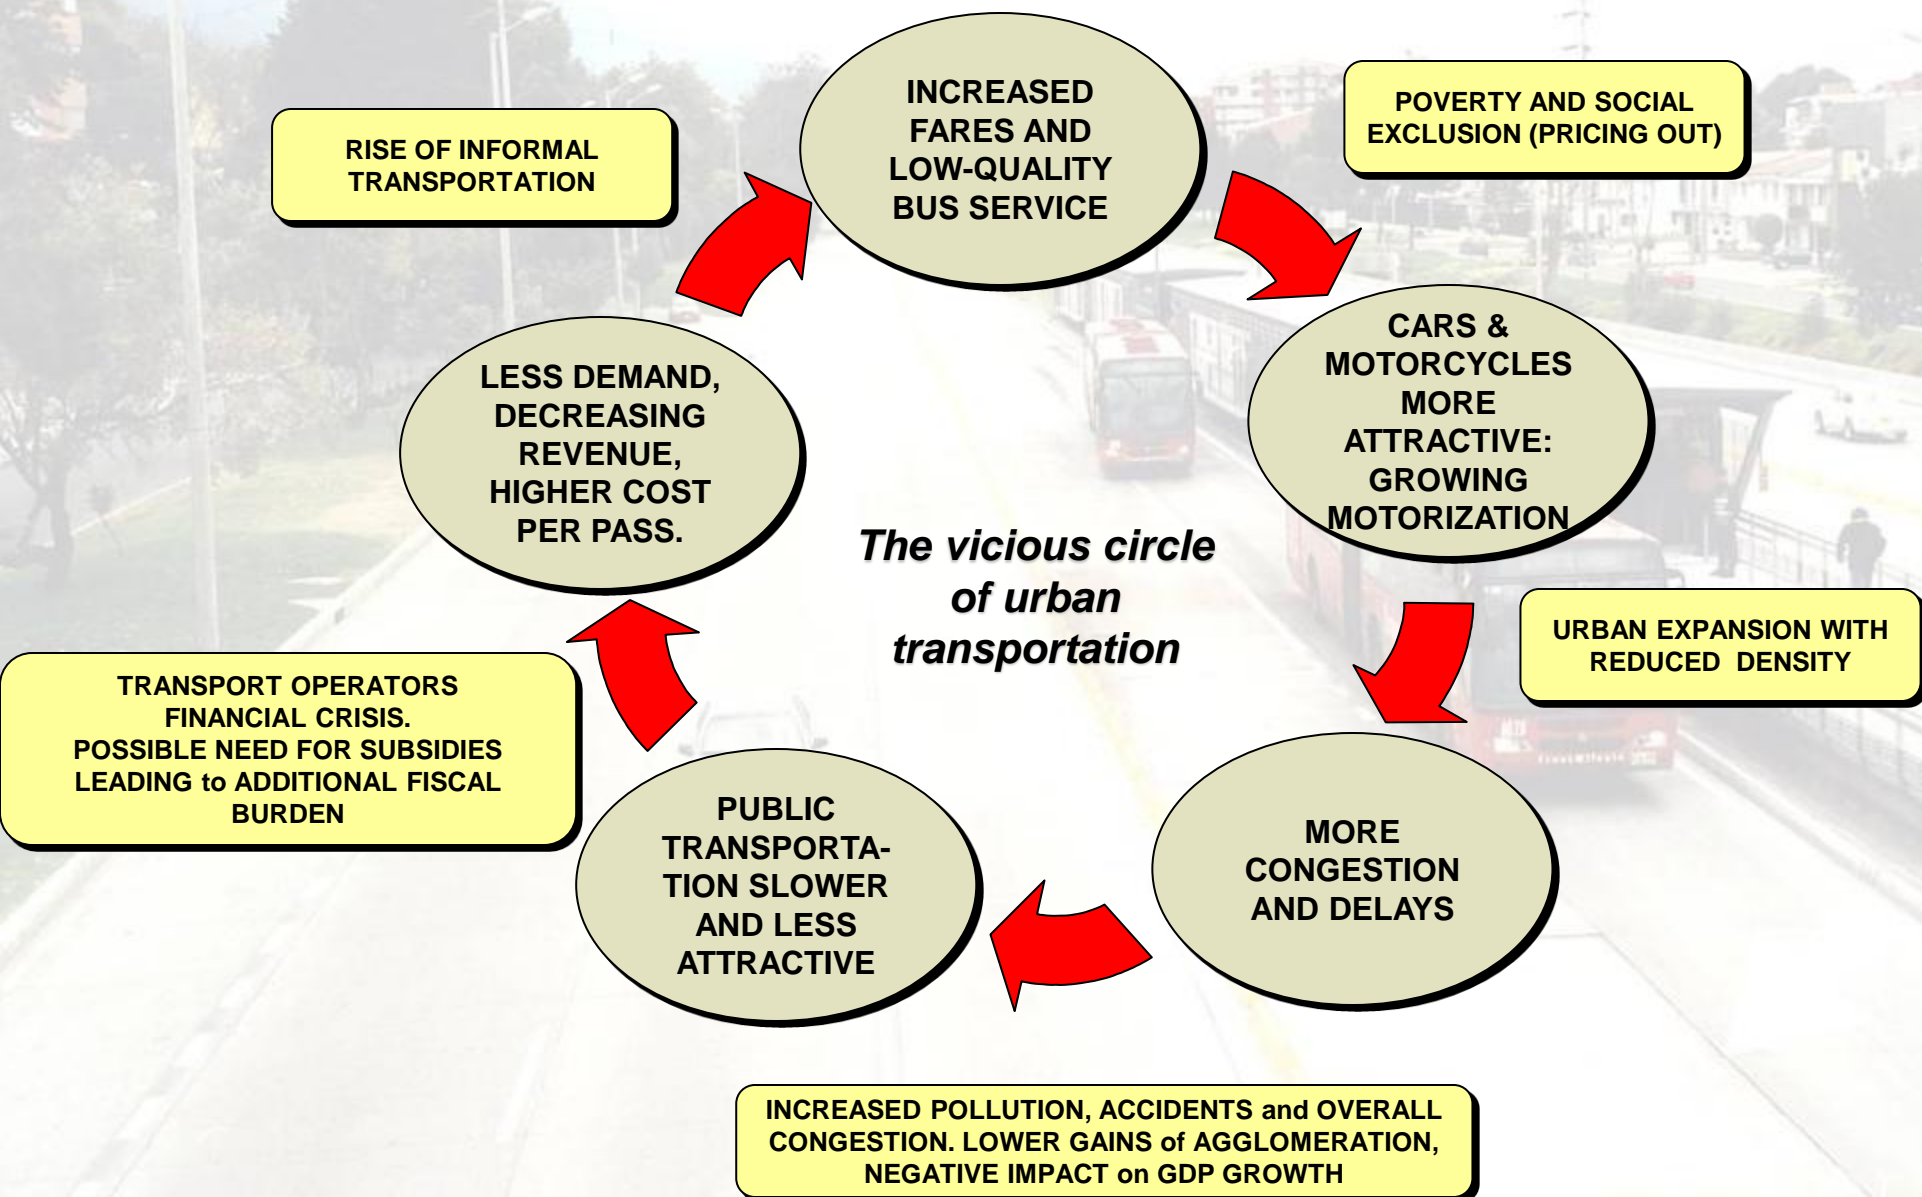 INCREASED
FARES AND
LOW-QUALITY
BUS SERVICE
POVERTY AND SOCIAL
EXCLUSION (PRICING OUT)
CARS &
MOTORCYCLES
MORE
ATTRACTIVE:
GROWING
MOTORIZATION
URBAN EXPANSION WITH
REDUCED DENSITY
MORE
CONGESTION
AND DELAYS
INCREASED POLLUTION, ACCIDENTS and OVERALL
CONGESTION. LOWER GAINS of AGGLOMERATION,
NEGATIVE IMPACT on GDP GROWTH
PUBLIC
TRANSPORTA-
TION SLOWER
AND LESS
ATTRACTIVE
TRANSPORT OPERATORS
FINANCIAL CRISIS.
POSSIBLE NEED FOR SUBSIDIES
LEADING to ADDITIONAL FISCAL
BURDEN
LESS DEMAND,
DECREASING
REVENUE,
HIGHER COST
PER PASS.
RISE OF INFORMAL
TRANSPORTATION
The vicious circle
of urban
transportation